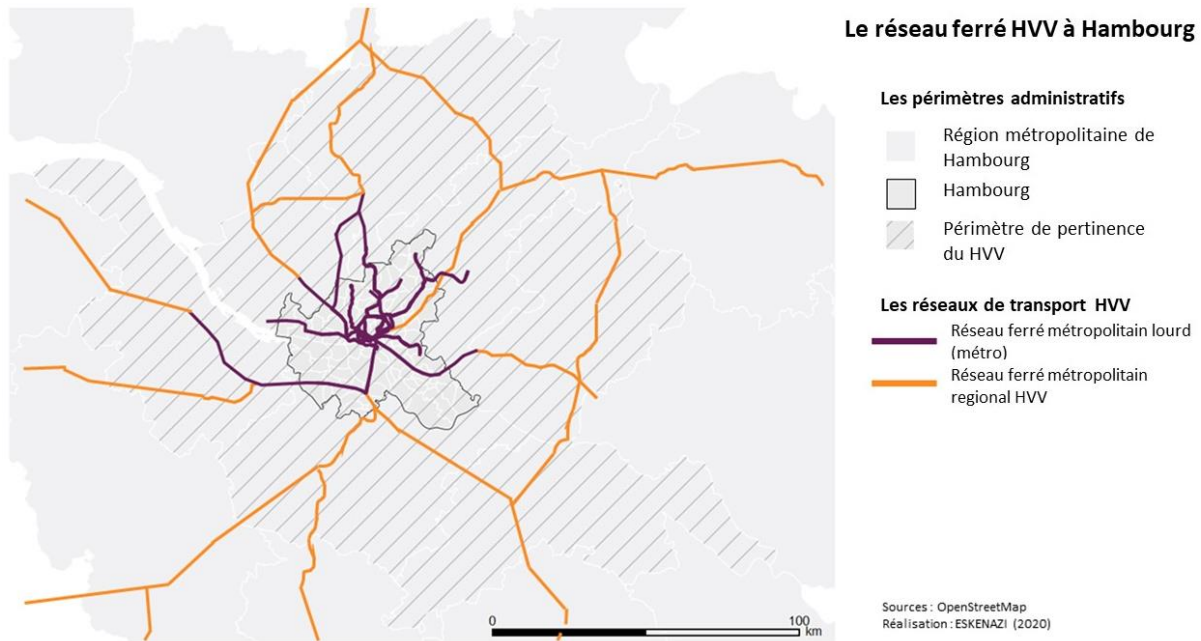 Le réseau ferré HVV à Hambourg
Les périmètres administratifs
Région métropolitaine de
Hambourg
Hambourg
Périmètre de pertinence
du HVV
Les réseaux de transport HVV
Réseau ferré métropolitain lourd
(métro)
Réseau ferré métropolitain
regional HVV
0
100
km
Sources : OpenStreetMap
Réalisation : ESKENAZI (2020)